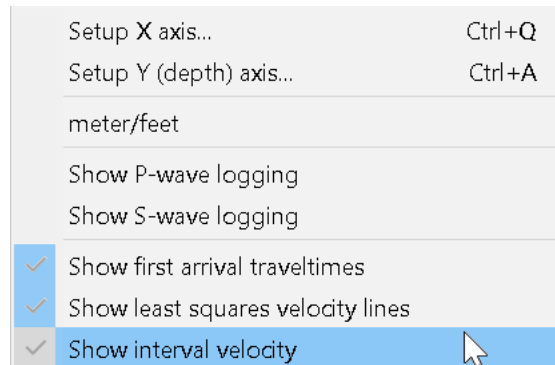 Setup X axis... Ctrl+Q
Setup Y (depth) axis... Ctrl+A
meter/feet
Show P-wave logging
Show S-wave logging
Show first arrival traveltimes
Show least squares velocity lines
Show interval velocity